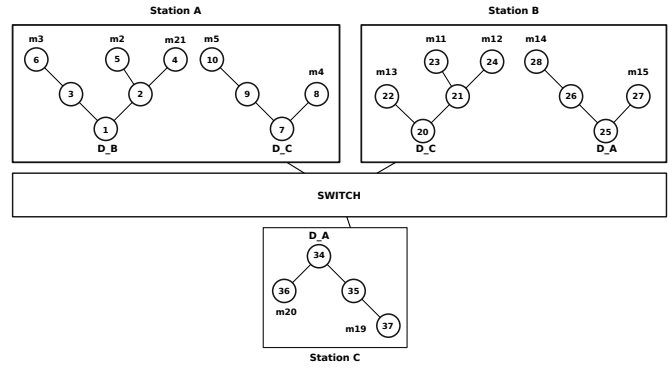 Station A
Station B
m3
m2
m21
m5
m4
6
5
4
10
3
2
9
8
1
7
D_B
D_C
m11
m12
m14
m13
m15
23
24
28
22
21
26
27
20
25
D_C
D_A
SWITCH
D_A
34
36
35
m20
m19
37
Station C